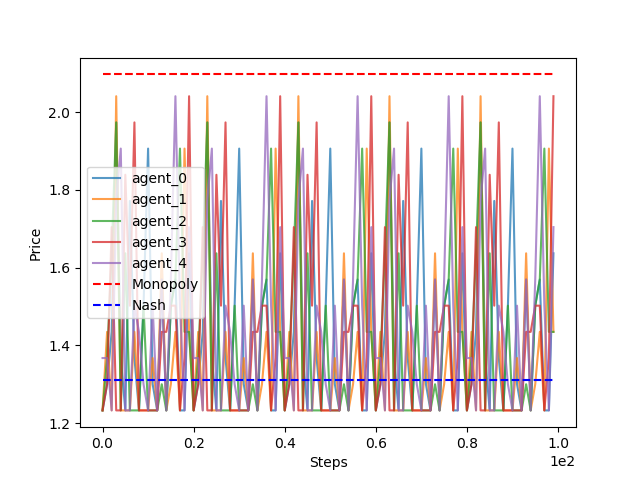 2.0
1.8
1.6
1.4
1.2
Price
agent_0
agent_1
agent_2
agent_3
agent_4
Monopoly
Nash
0.0 0.2 0.4 0.6 0.8 1.0
1e2
Steps